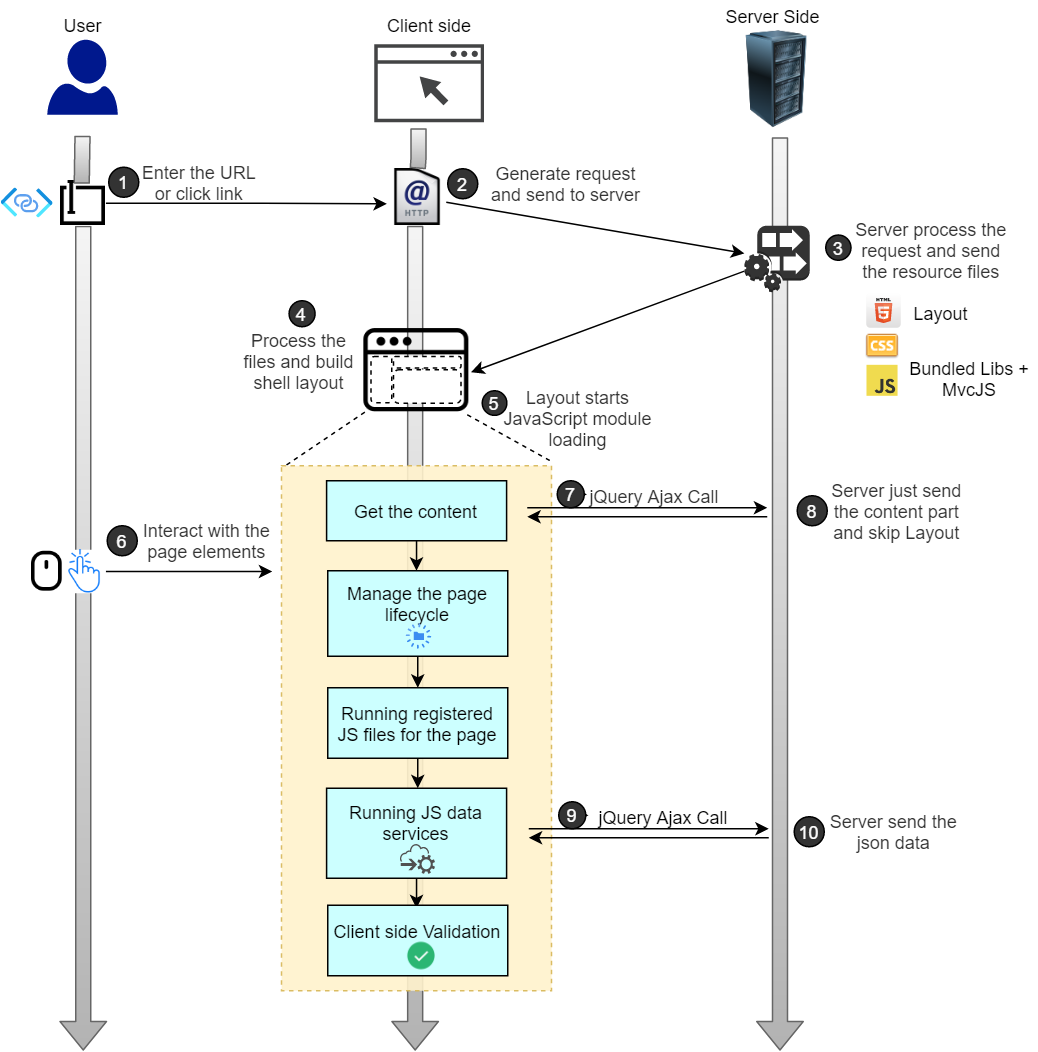 User
Client side
Server Side
1
Enter the URL
or click link
2
Generate request
and send to server
@
HTTP
3
Server process the
request and send
the resource files
HTML
5
Layout
CSS
JS
Bundled Libs +
MvcJS
4
Process the
files and build
shell layout
5
Layout starts
JavaScript module
loading
6
Interact with the
page elements
Get the content
7
jQuery Ajax Call
8
Server just send
the content part
and skip Layout
Manage the page
lifecycle
Running registered
JS files for the page
Running JS data
services
9
jQuery Ajax Call
10
Server send the
json data
Client side Validation